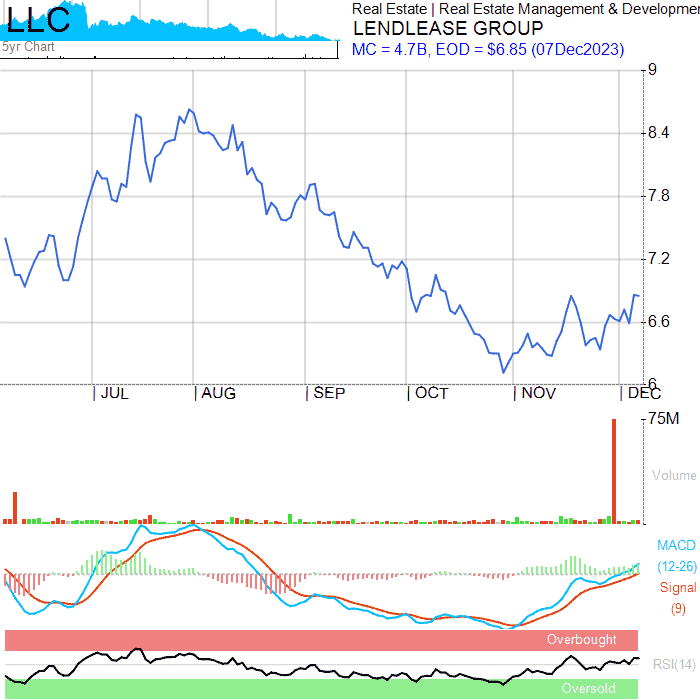 LLC
5yr Chart
Real Estate | Real Estate Management & Developmen
LENDLEASE GROUP
MC = 4.7B, EOD = $6.85 (07Dec2023)
9
8.4
7.8
7.2
6.6
6
JUL AUG SEP OCT NOV DEC
75M
Volume
MACD
(12-26)
Signal
(9)
Overbought
RSI(14)
Oversold